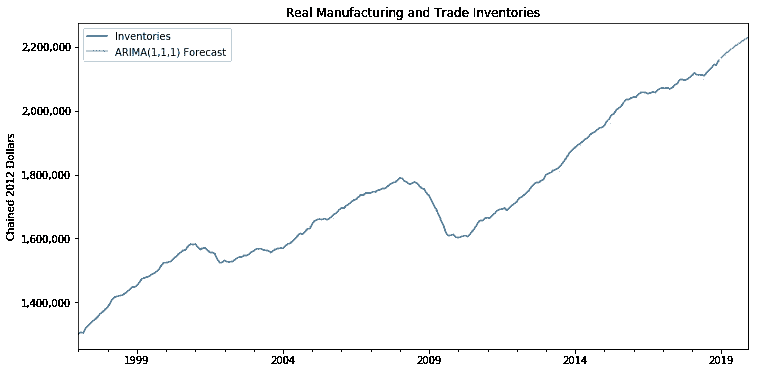 Real Manufacturing and Trade Inventories
Inventories
ARIMA(1,1,1) Forecast
Chained 2012 Dollars
2,200,000
2,000,000
1,800,000
1,600,000
1,400,000
1999 2004 2009 2014 2019